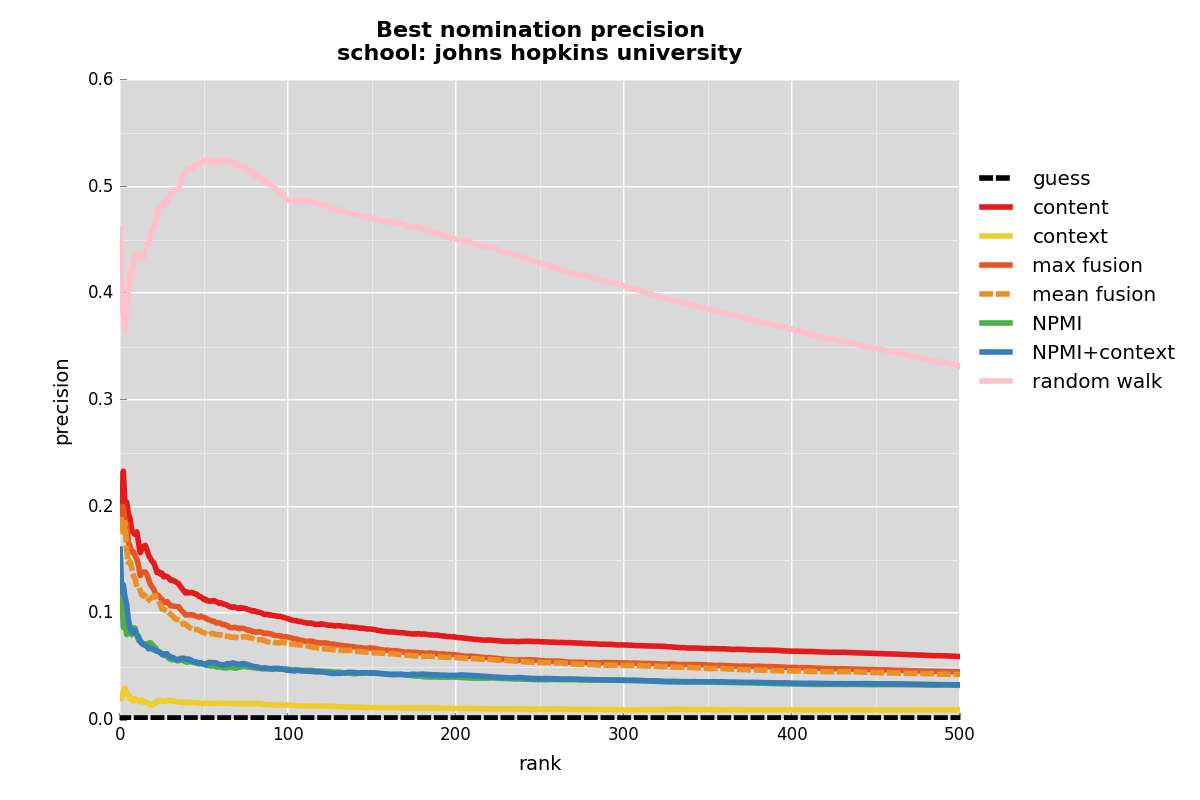 Best nomination precision
school: johns hopkins university
0.6
0.5
0.4
0.3
0.2
0.1
0.0
precision
0
100
200
300
400
500
rank
guess
content
context
max fusion
mean fusion
NPMI
NPMI+context
random walk